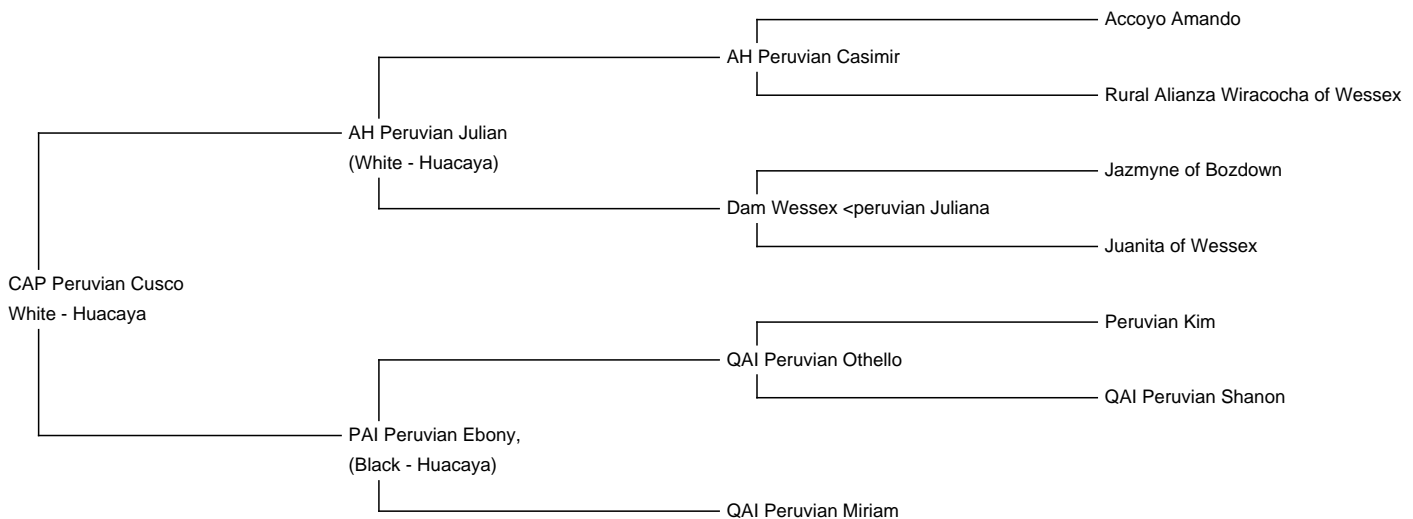 Accoyo Amando
AH Peruvian Casimir
Rural Alianza Wiracocha of Wessex
AH Peruvian Julian
(White - Huacaya)
Jazmyne of Bozdown
Dam Wessex <peruvian Juliana
Juanita of Wessex
CAP Peruvian Cusco
White - Huacaya
Peruvian Kim
QAI Peruvian Othello
QAI Peruvian Shanon
PAI Peruvian Ebony,
(Black - Huacaya)
QAI Peruvian Miriam